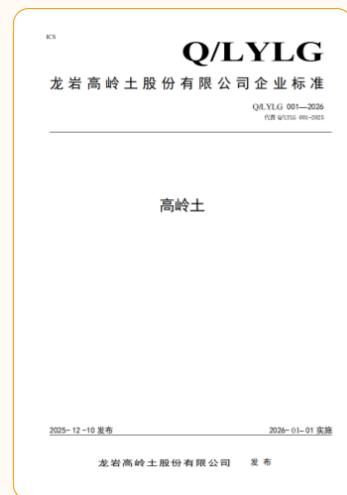 ICS
Q/LYLG
龙岩高岭土股份有限公司企业标准
Q/LYLG 001—2026
代替 Q/LYLG 001-2025
高岭土
2025-12-10 发布
2026-01-01 实施
龙岩高岭土股份有限公司 发布